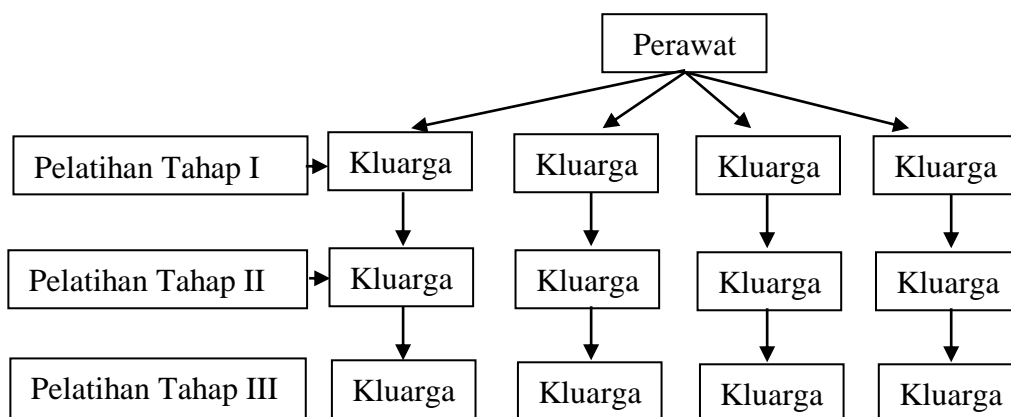 Perawat
Pelatihan Tahap I
Kluarga
Kluarga
Kluarga
Kluarga
Pelatihan Tahap II
Kluarga
Kluarga
Kluarga
Kluarga
Pelatihan Tahap III
Kluarga
Kluarga
Kluarga
Kluarga